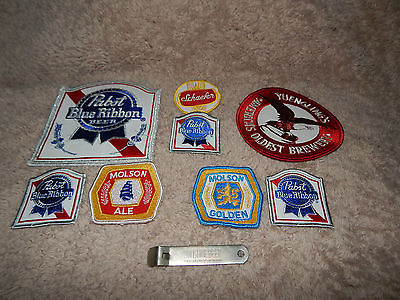 Pabst
Blue Ribbon
BEER
Schaefer
Pabst
Blue Ribbon
YUENGLING'S
AMERICA'S OLDEST BREWERY
Pabst
Blue Ribbon
MOLSON
ALE
MOLSON
GOLDEN
Pabst
Blue Ribbon